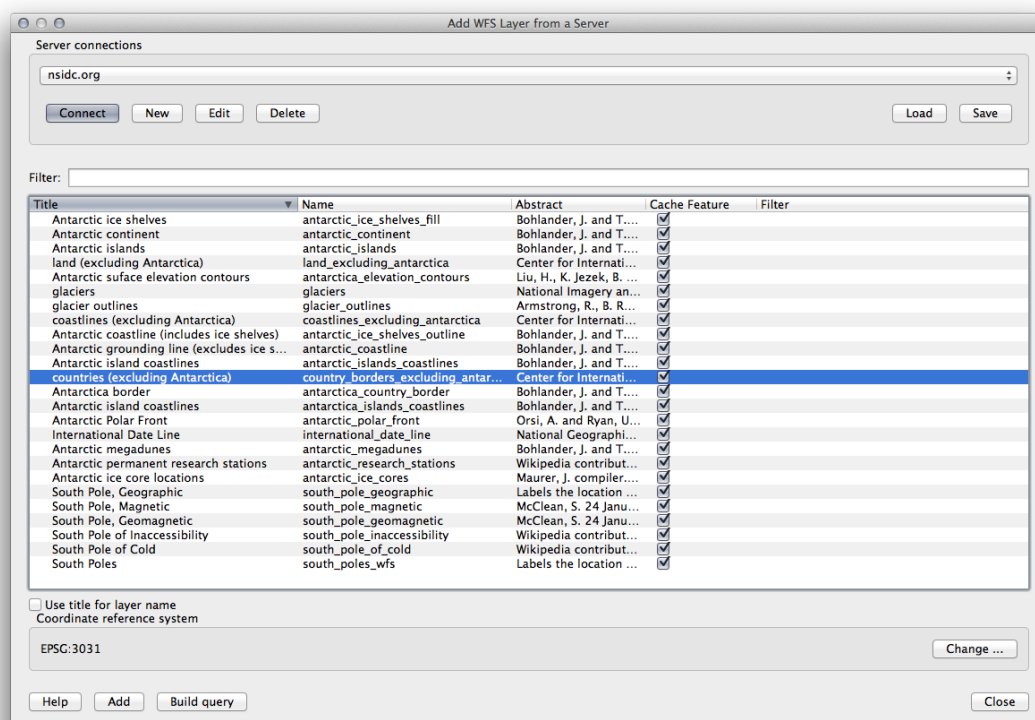 Add WFS Layer from a Server
Server connections
nsidc.org
Connect New Edit Delete Load Save
Filter:
Title Name Abstract Cache Feature Filter
Antarctic ice shelves antarctic_ice_shelves_fill Bohlander, J. and T....
Antarctic continent antarctic_continent Bohlander, J. and T....
Antarctic islands antarctic_islands Bohlander, J. and T....
land (excluding Antarctica) land_excluding_antarctica Center for Internati...
Antarctic suface elevation contours antarctica_elevation_contours Liu, H., K. Jezek, B. ...
glaciers glaciers National Imagery an...
glacier outlines glacier_outlines Armstrong, R., B. R...
coastlines (excluding Antarctica) coastlines_excluding_antarctica Center for Internati...
Antarctic coastline (includes ice shelves) antarctic_ice_shelves_outline Bohlander, J. and T....
Antarctic grounding line (excludes ice s... antarctic_coastline Bohlander, J. and T....
Antarctic island coastlines antarctic_islands_coastlines Bohlander, J. and T....
countries (excluding Antarctica) country_borders_excluding_antar... Center for Internati...
Antarctica border antarctica_country_border Bohlander, J. and T....
Antarctic island coastlines antarctica_islands_coastlines Bohlander, J. and T....
Antarctic Polar Front antarctic_polar_front Orsi, A. and Ryan, U...
International Date Line international_date_line National Geographi...
Antarctic megadunes antarctic_megadunes Bohlander, J. and T....
Antarctic permanent research stations antarctic_research_stations Wikipedia contribut...
Antarctic ice core locations antarctic_ice_cores Maurer, J. compiler....
South Pole, Geographic south_pole_geographic Labels the location ...
South Pole, Magnetic south_pole_magnetic McClean, S. 24 Janu...
South Pole, Geomagnetic south_pole_geomagnetic McClean, S. 24 Janu...
South Pole of Inaccessibility south_pole_inaccessibility Wikipedia contribut...
South Pole of Cold south_pole_of_cold Wikipedia contribut...
South Poles south_poles_wfs Labels the location ...
Use title for layer name
Coordinate reference system
EPSG:3031
Change ...
Help Add Build query Close